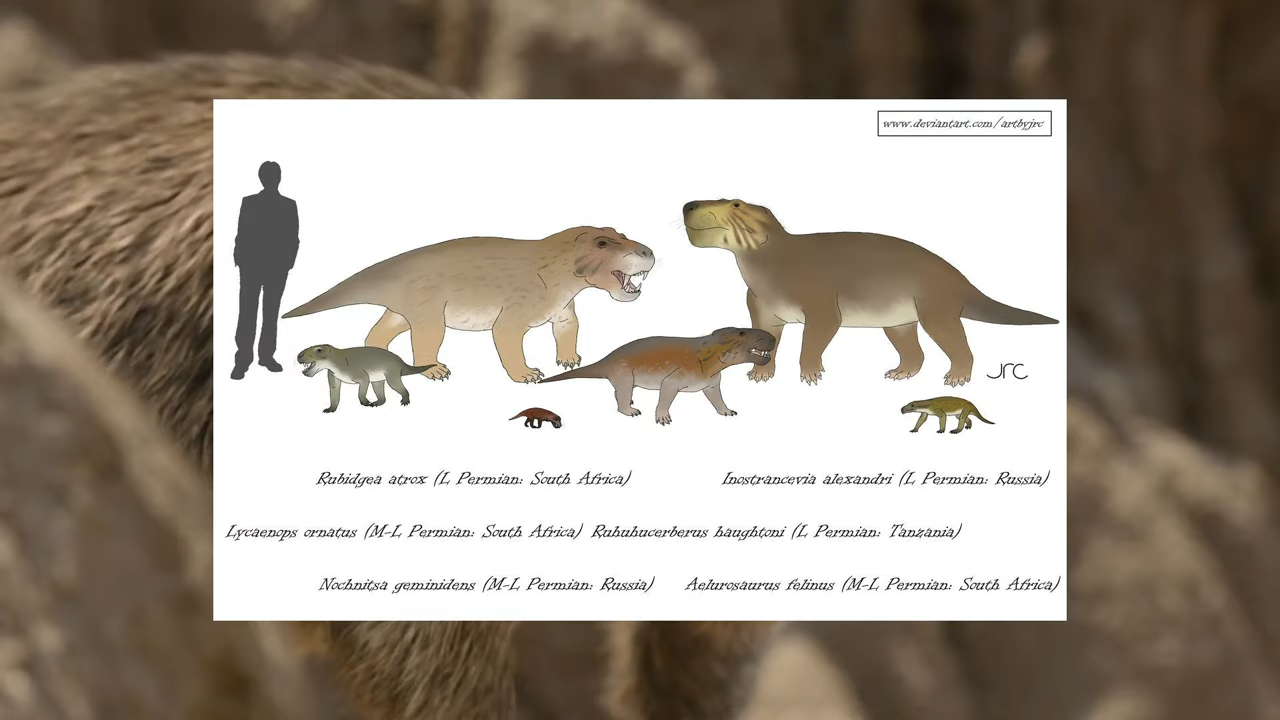 www.deviantart.com/artbyjrc
JrC
Rubidgea atrox (L Permian: South Africa)
Inostrancevia alexandri (L Permian: Russia)
Lycaenops ornatus (M-L Permian: South Africa)
Ruhuhucerberus haughtoni (L Permian: Tanzania)
Nochnitsa geminidens (M-L Permian: Russia)
Aelurosaurus felinus (M-L Permian: South Africa)